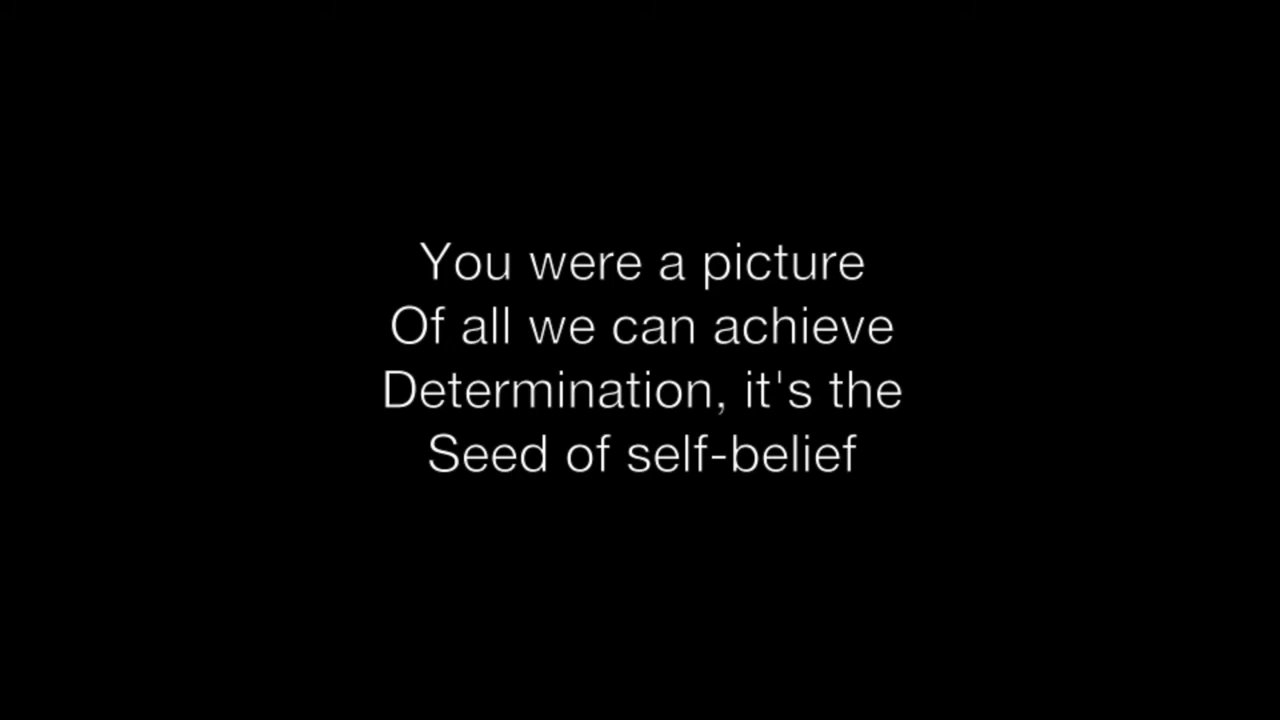 You were a picture
Of all we can achieve
Determination, it's the
Seed of self-belief